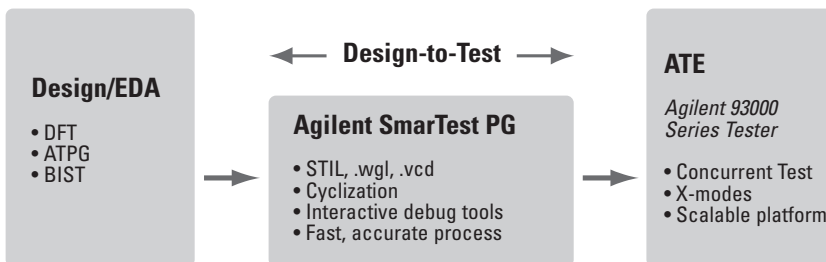 Design/EDA
• DFT
• ATPG
• BIST
Design-to-Test
Agilent SmarTest PG
• STIL, .wgl, .vcd
• Cyclization
• Interactive debug tools
• Fast, accurate process
ATE
Agilent 93000
Series Tester
• Concurrent Test
• X-modes
• Scalable platform